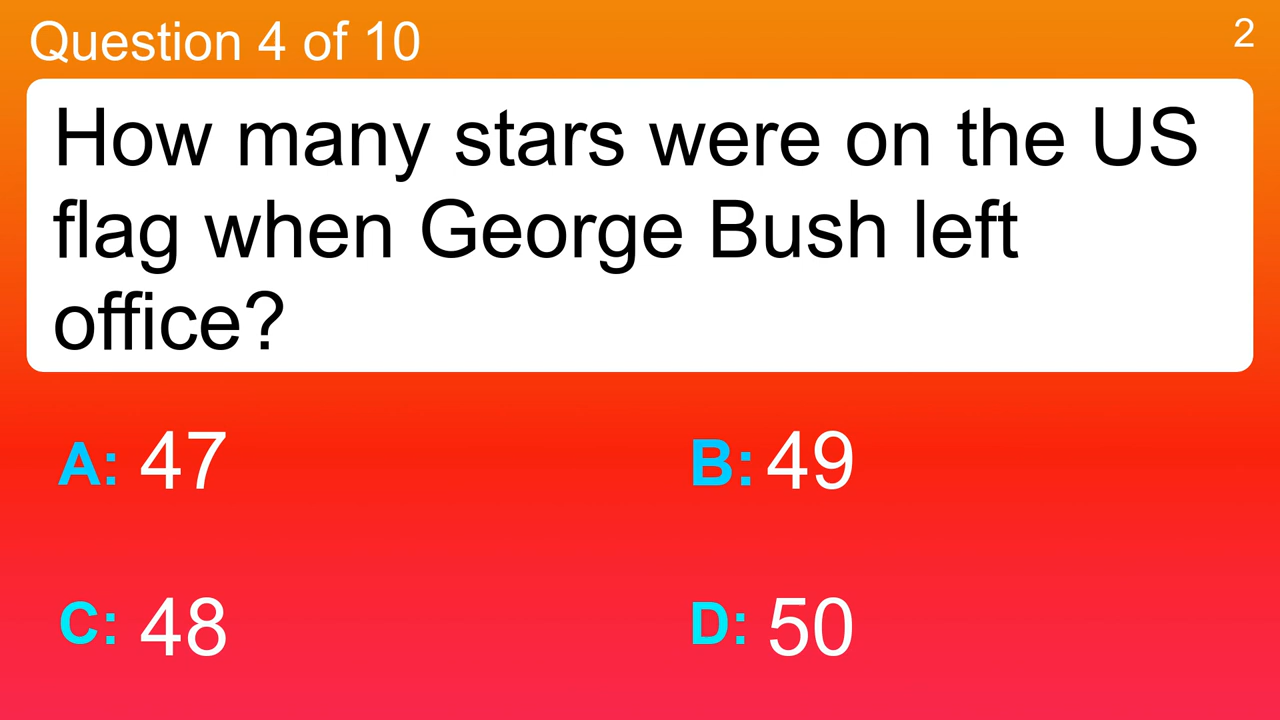 Question 4 of 10
2
How many stars were on the US
flag when George Bush left
office?
A: 47
B: 49
C: 48
D: 50